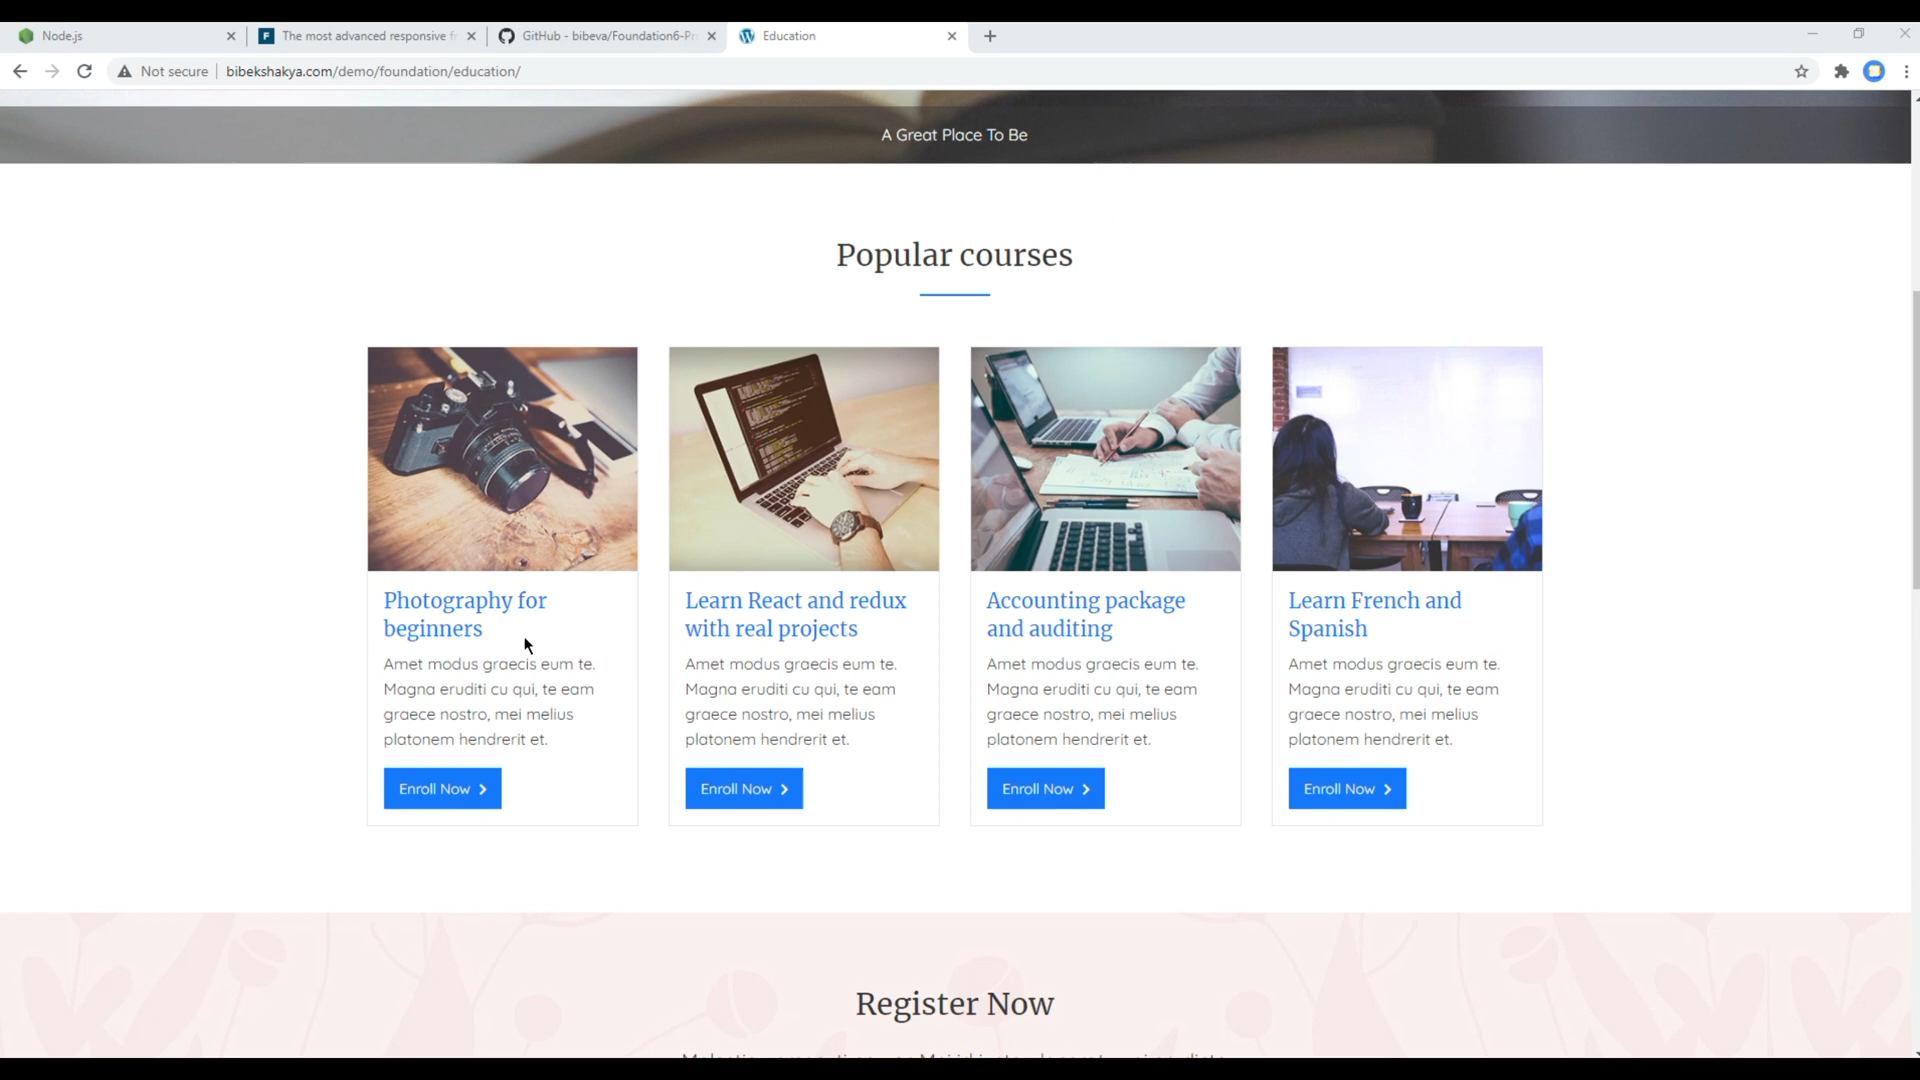 Node.js
The most advanced responsive f
GitHub - bibeva/Foundation6-Pr
Education
Not secure
bibekshakya.com/demo/foundation/education/
A Great Place To Be
Popular courses
Photography for
beginners
Amet modus graecis eum te.
Magna eruditi cu qui, te eam
graece nostro, mei melius
platonem hendrerit et.
Enroll Now
Learn React and redux
with real projects
Amet modus graecis eum te.
Magna eruditi cu qui, te eam
graece nostro, mei melius
platonem hendrerit et.
Enroll Now
Accounting package
and auditing
Amet modus graecis eum te.
Magna eruditi cu qui, te eam
graece nostro, mei melius
platonem hendrerit et.
Enroll Now
Learn French and
Spanish
Amet modus graecis eum te.
Magna eruditi cu qui, te eam
graece nostro, mei melius
platonem hendrerit et.
Enroll Now
Register Now